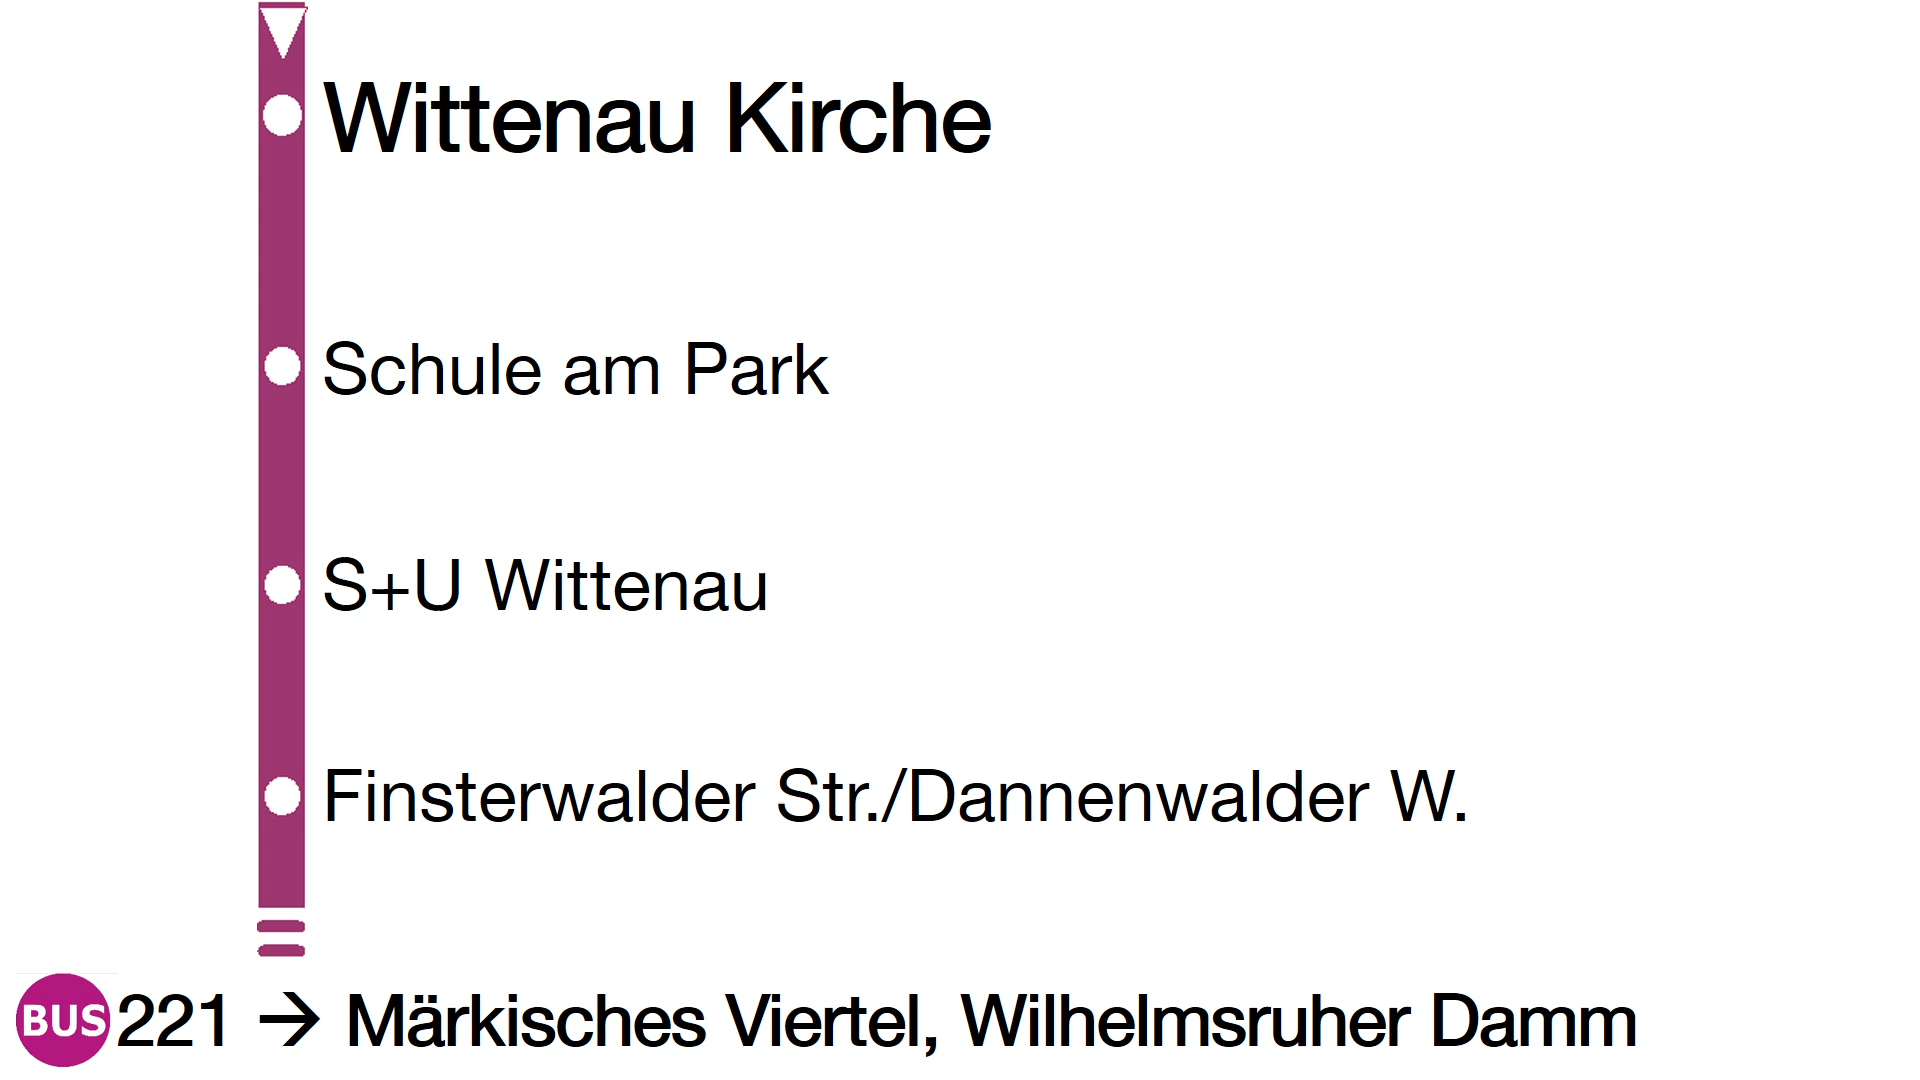 Wittenau Kirche
Schule am Park
S+U Wittenau
Finsterwalder Str./Dannenwalder W.
BUS 221 → Märkisches Viertel, Wilhelmsruher Damm